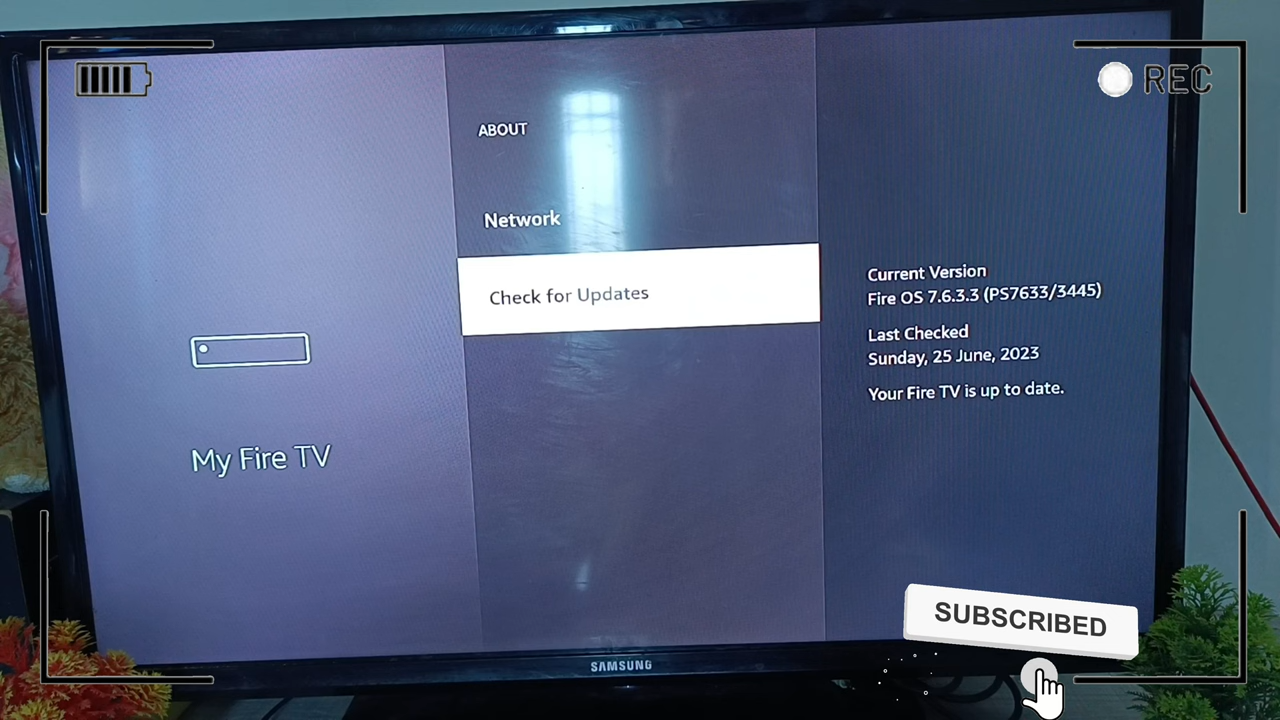 REC
ABOUT
Network
Check for Updates
My Fire TV
Current Version
Fire OS 7.6.3.3 (PS7633/3445)
Last Checked
Sunday, 25 June, 2023
Your Fire TV is up to date.
SUBSCRIBED
SAMSUNG